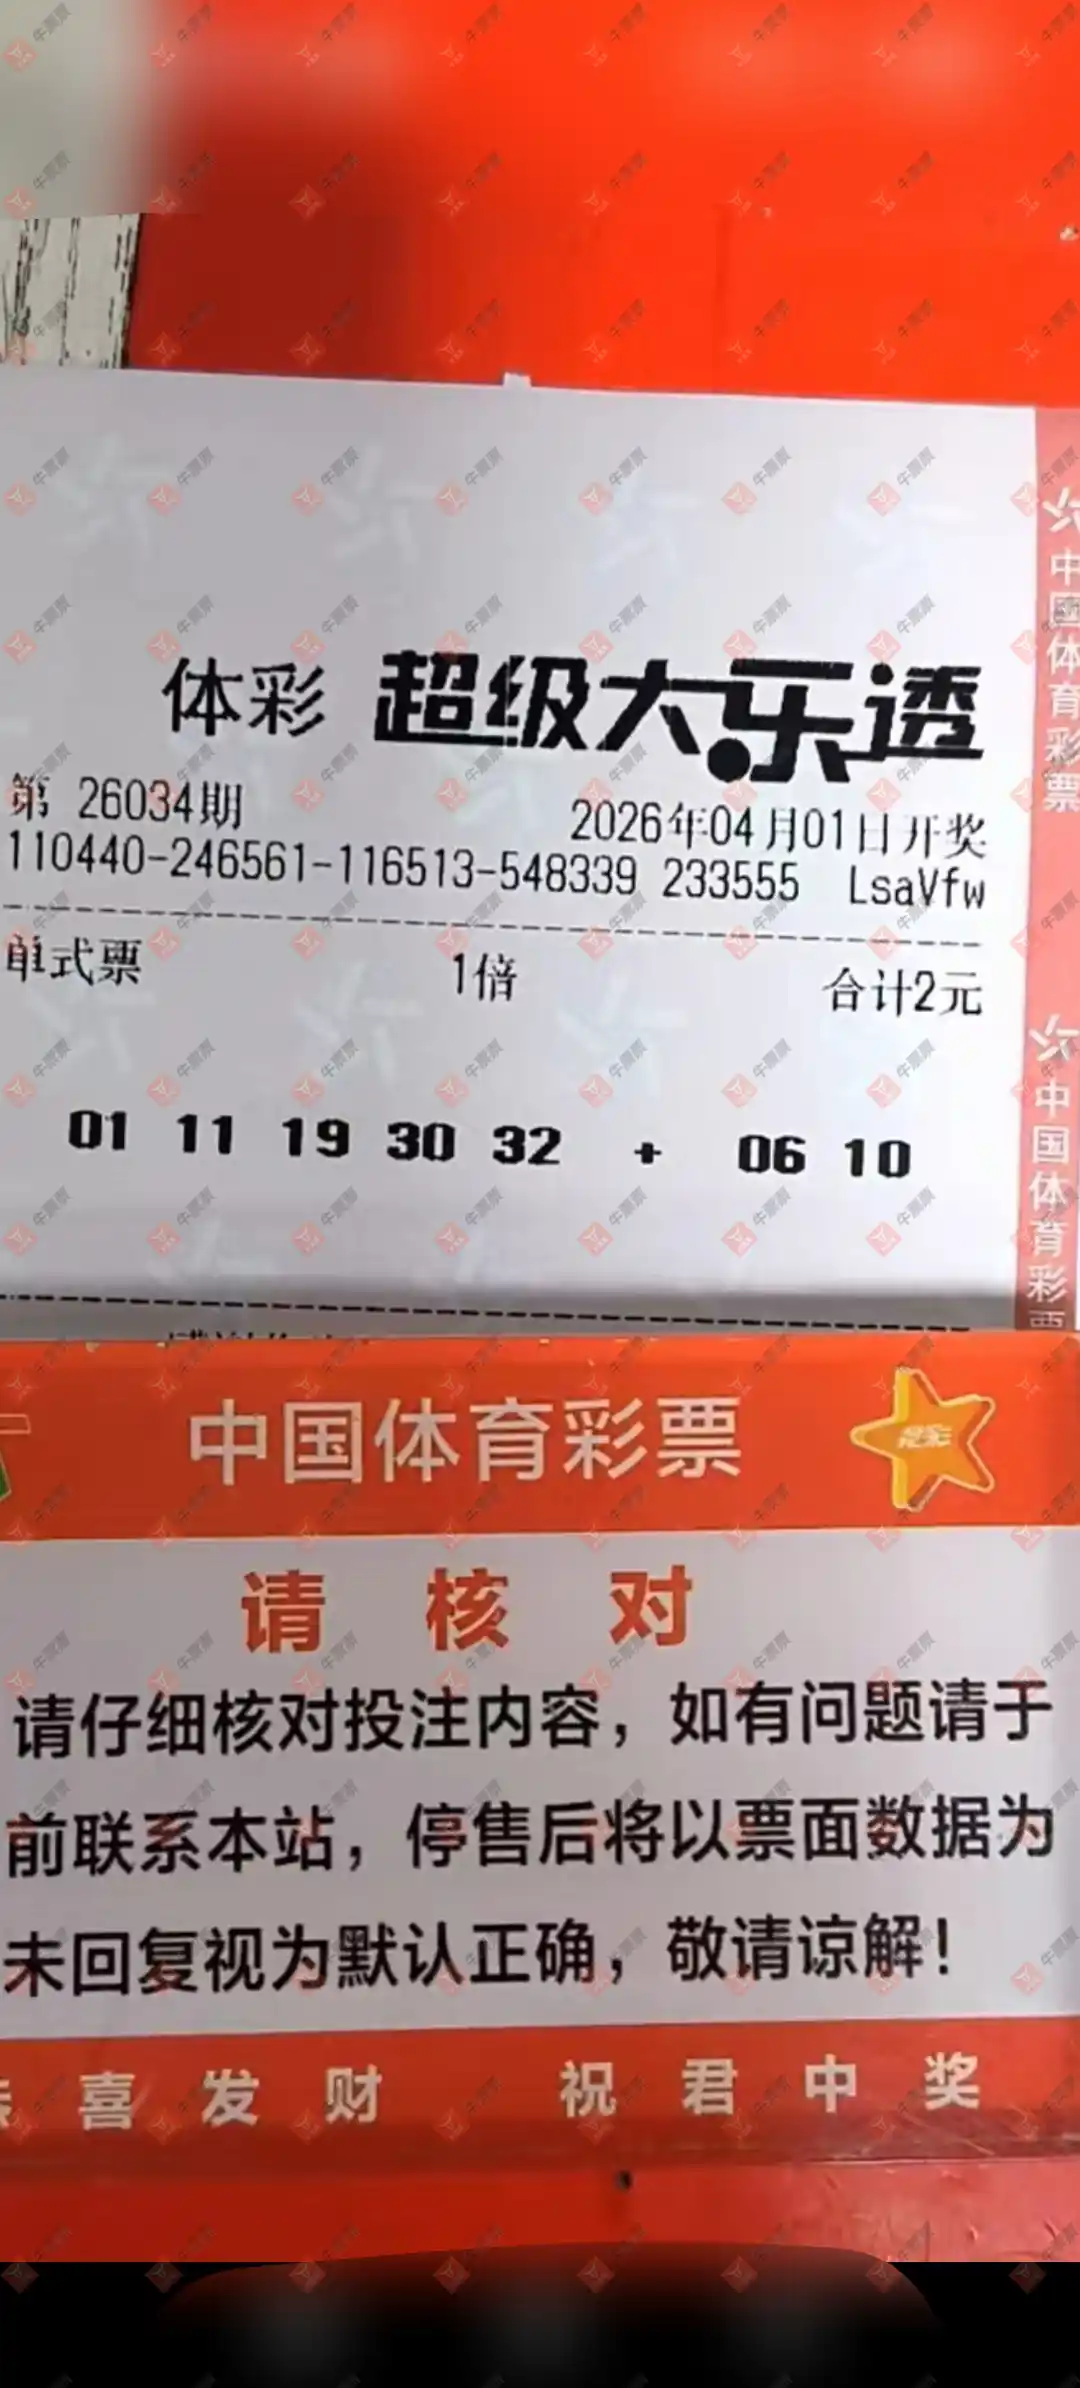 体彩 超级大乐透
第 26034期 2026年04月01日开奖
110440-246561-116513-548339 233555 LsaVfw
单式票 1倍 合计2元
01 11 19 30 32 + 06 10
中国体育彩票
中国体育彩
中国体育彩票
请 核 对
请仔细核对投注内容，如有问题请于
前联系本站，停售后将以票面数据为
未回复视为默认正确，敬请谅解！
喜 发 财 祝 君 中 奖
牛票票